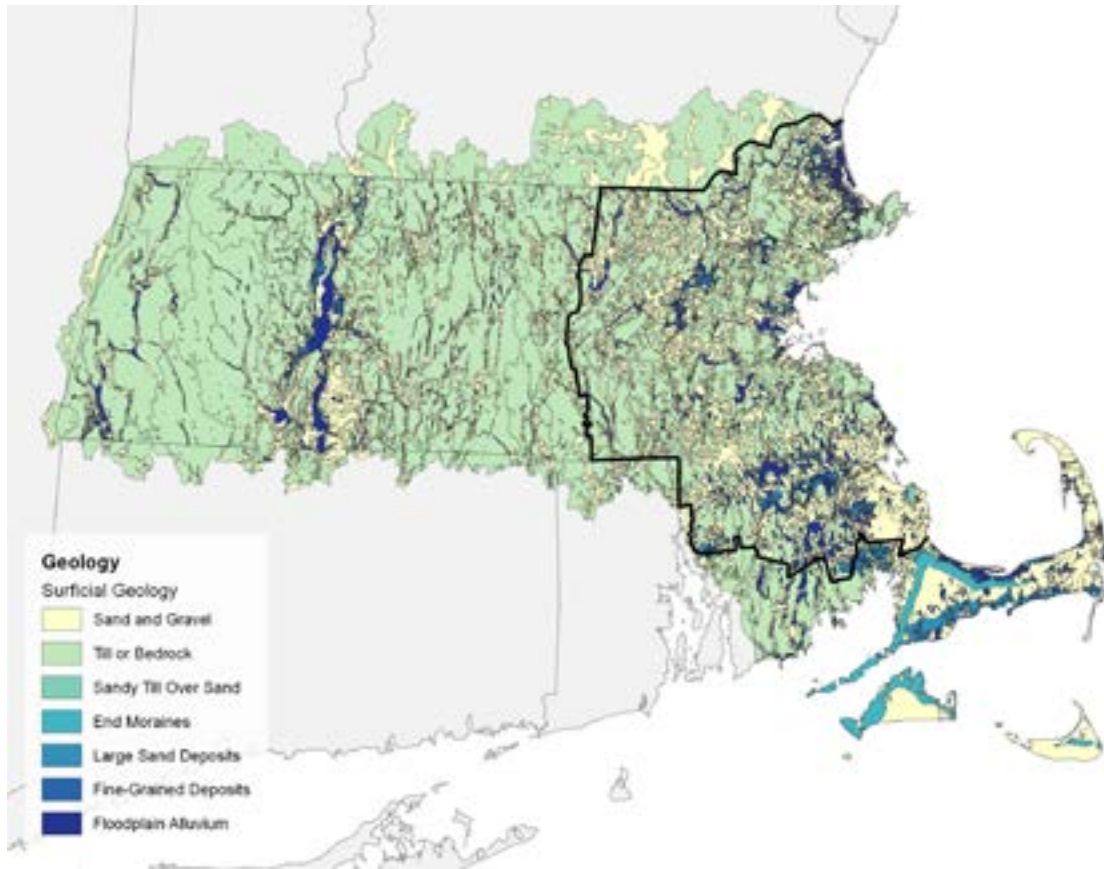 Geology
Surficial Geology
Sand and Gravel
Till or Bedrock
Sandy Till Over Sand
End Moraines
Large Sand Deposits
Fine-Grained Deposits
Floodplain Alluvium